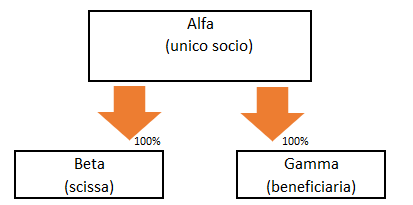 Alfa
(unico socio)
100%
100%
Beta
(scissa)
Gamma
(beneficiaria)